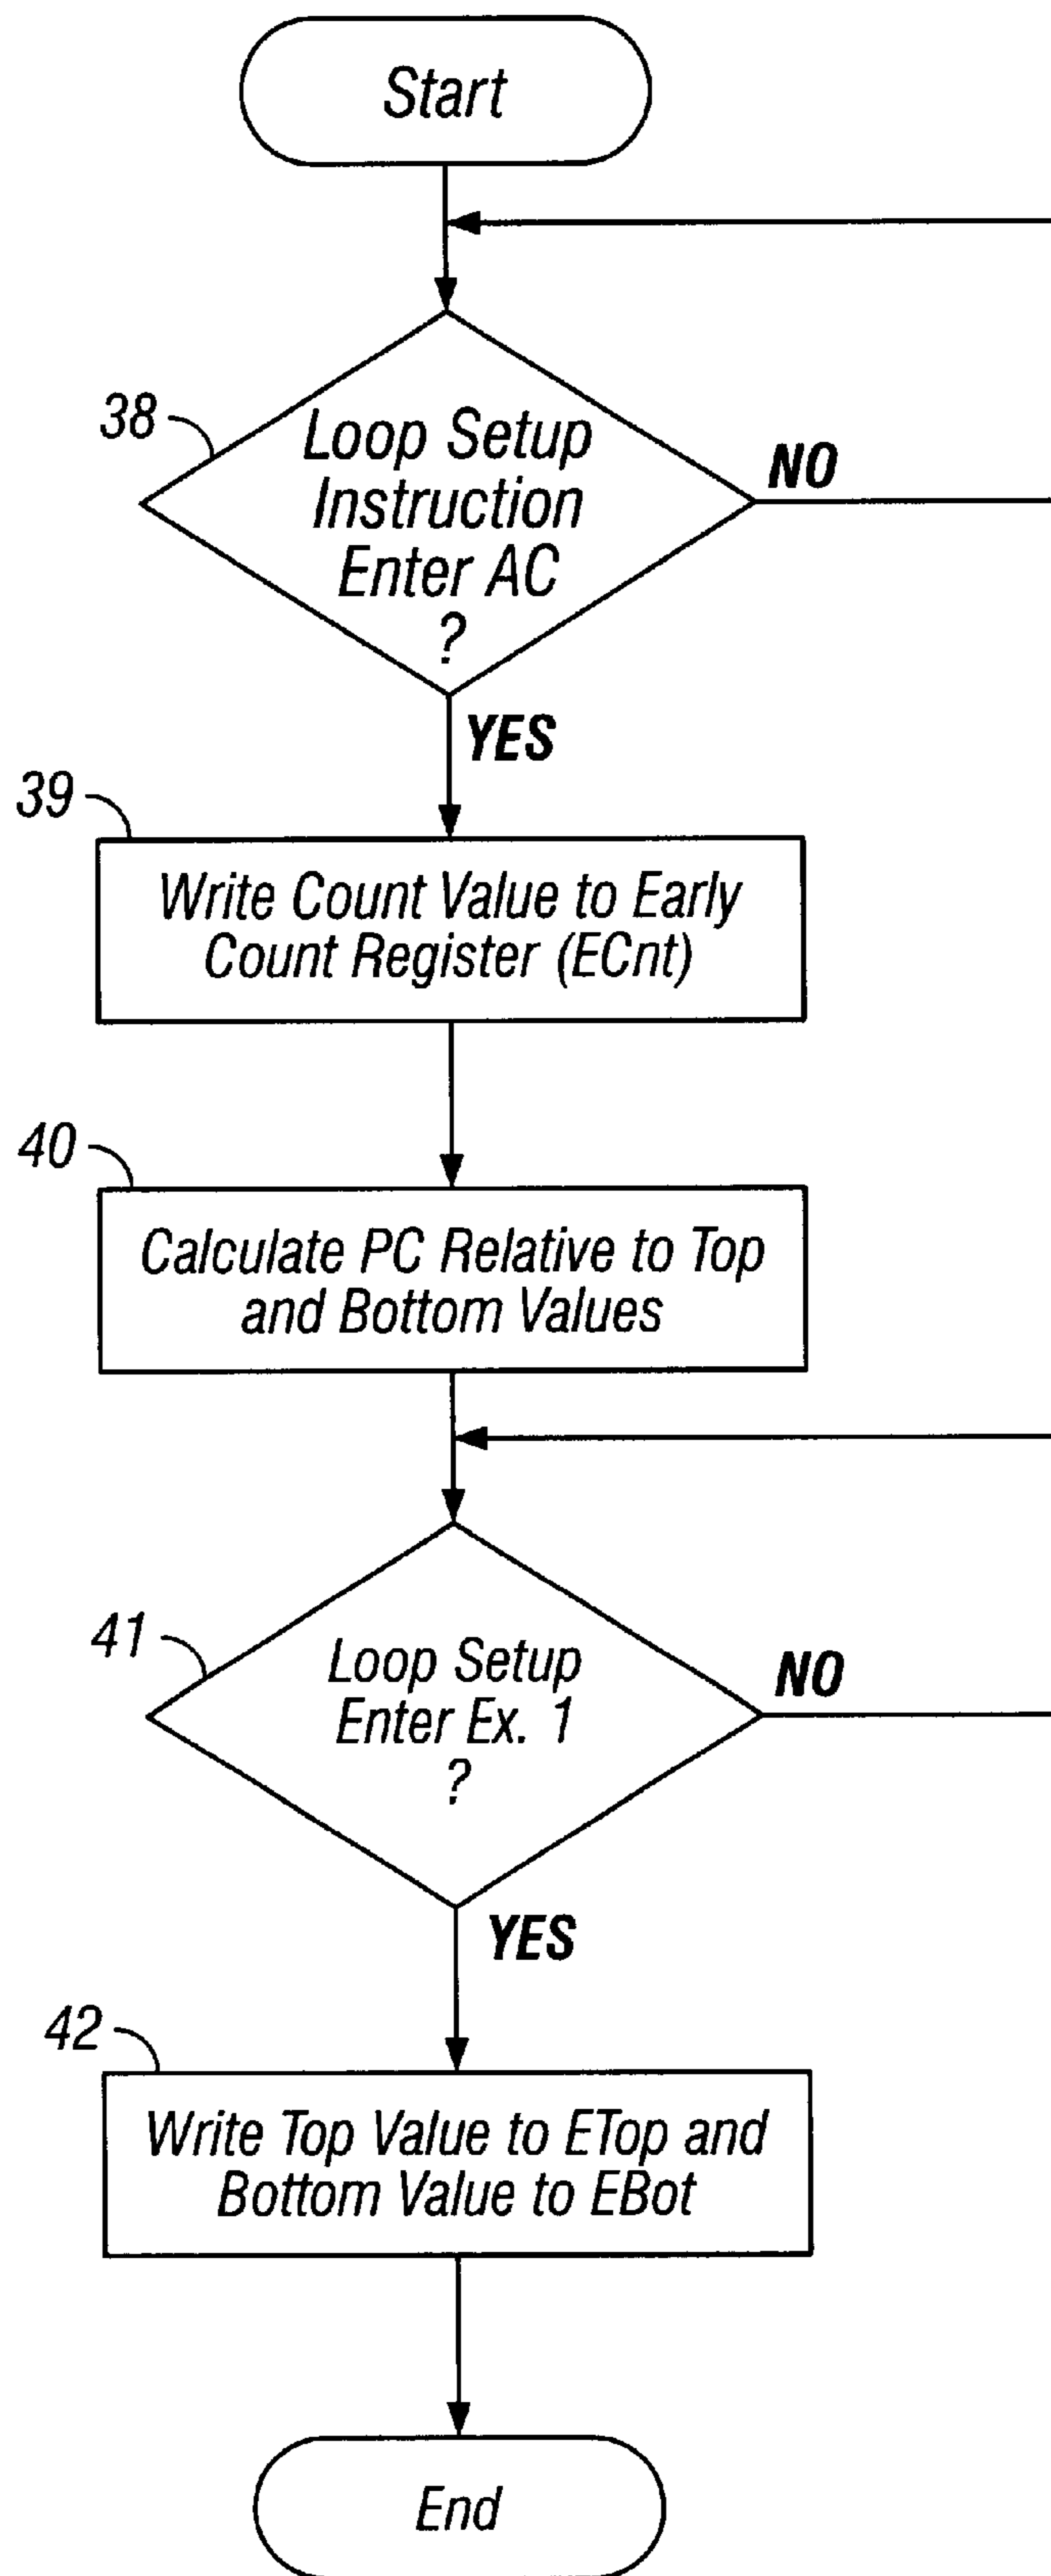 Start
38
Loop Setup
Instruction
Enter AC
?
NO
YES
39
Write Count Value to Early
Count Register (ECnt)
40
Calculate PC Relative to Top
and Bottom Values
41
Loop Setup
Enter Ex. 1
?
NO
YES
42
Write Top Value to ETop and
Bottom Value to EBot
End